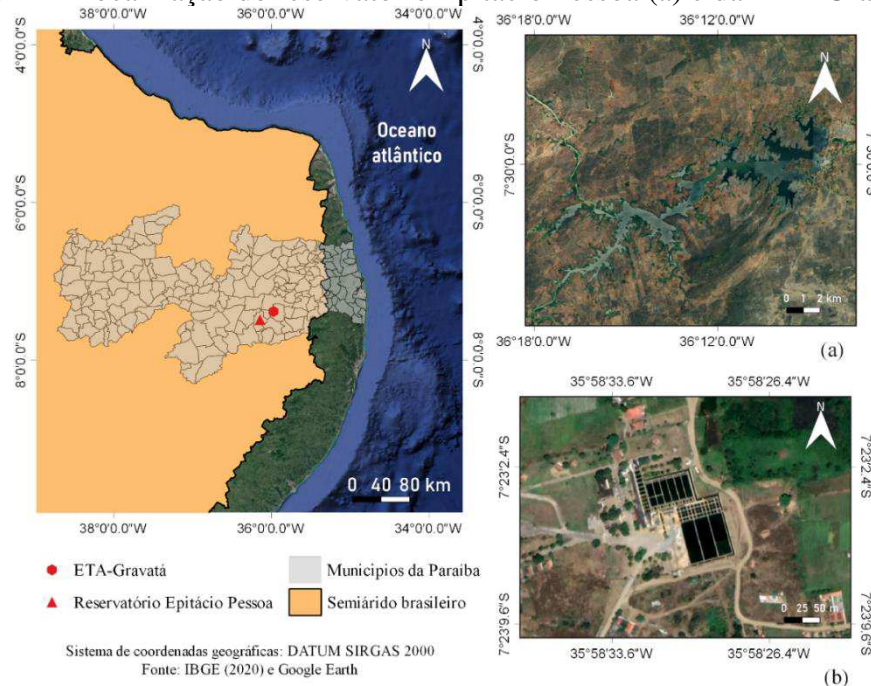 36°18'0.0"W 36°12'0.0"W
38°0'0.0"W 36°0'0.0"W 34°0'0.0"W
4°0'0.0"S
N
Oceano
atlântico
6°0'0.0"S
8°0'0.0"S
0 40 80 km
38°0'0.0"W 36°0'0.0"W 34°0'0.0"W
4°0'0.0"S
6°0'0.0"S
8°0'0.0"S
N
7°30'0.0"S
0 1 2 km
36°18'0.0"W 36°12'0.0"W
(a)
35°58'33.6"W 35°58'26.4"W
N
7°23'2.4"S
7°23'2.4"S
7°23'9.6"S
7°23'9.6"S
0 25 50 m
35°58'33.6"W 35°58'26.4"W
(b)
ETA-Gravatá
Municípios da Paraíba
Reservatório Epitácio Pessoa
Semiárido brasileiro
Sistema de coordenadas geográficas: DATUM SIRGAS 2000
Fonte: IBGE (2020) e Google Earth